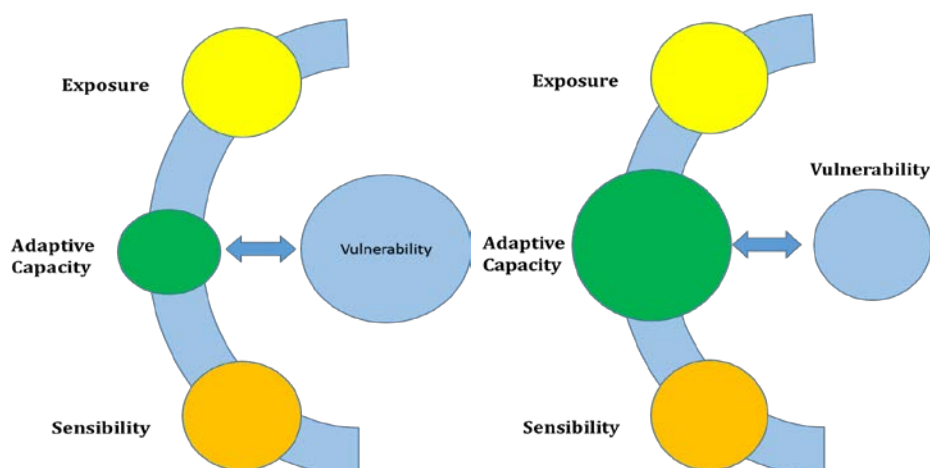 Exposure
Adaptive
Capacity
Vulnerability
Sensibility
Exposure
Vulnerability
Adaptive
Capacity
Sensibility